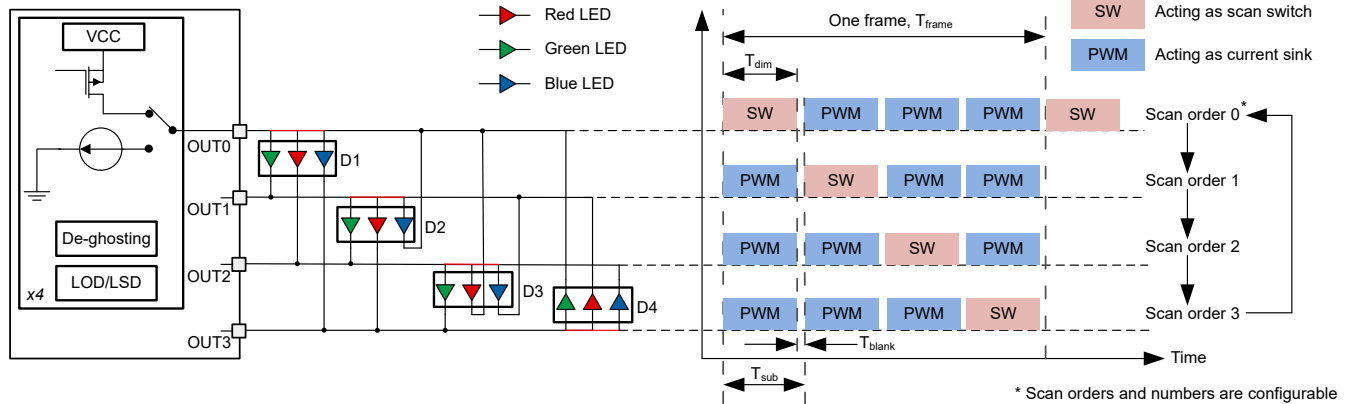 VCC
De-ghosting
LOD/LSD
x4
OUT0
OUT1
OUT2
OUT3
D1
D2
D3
D4
Red LED
Green LED
Blue LED
One frame, Tframe
Tdim
SW PWM PWM PWM SW
PWM SW PWM PWM
PWM PWM SW PWM
PWM PWM PWM SW
Tblank
Tsub
Time
SW Acting as scan switch
PWM Acting as current sink
Scan order 0*
Scan order 1
Scan order 2
Scan order 3
* Scan orders and numbers are configurable